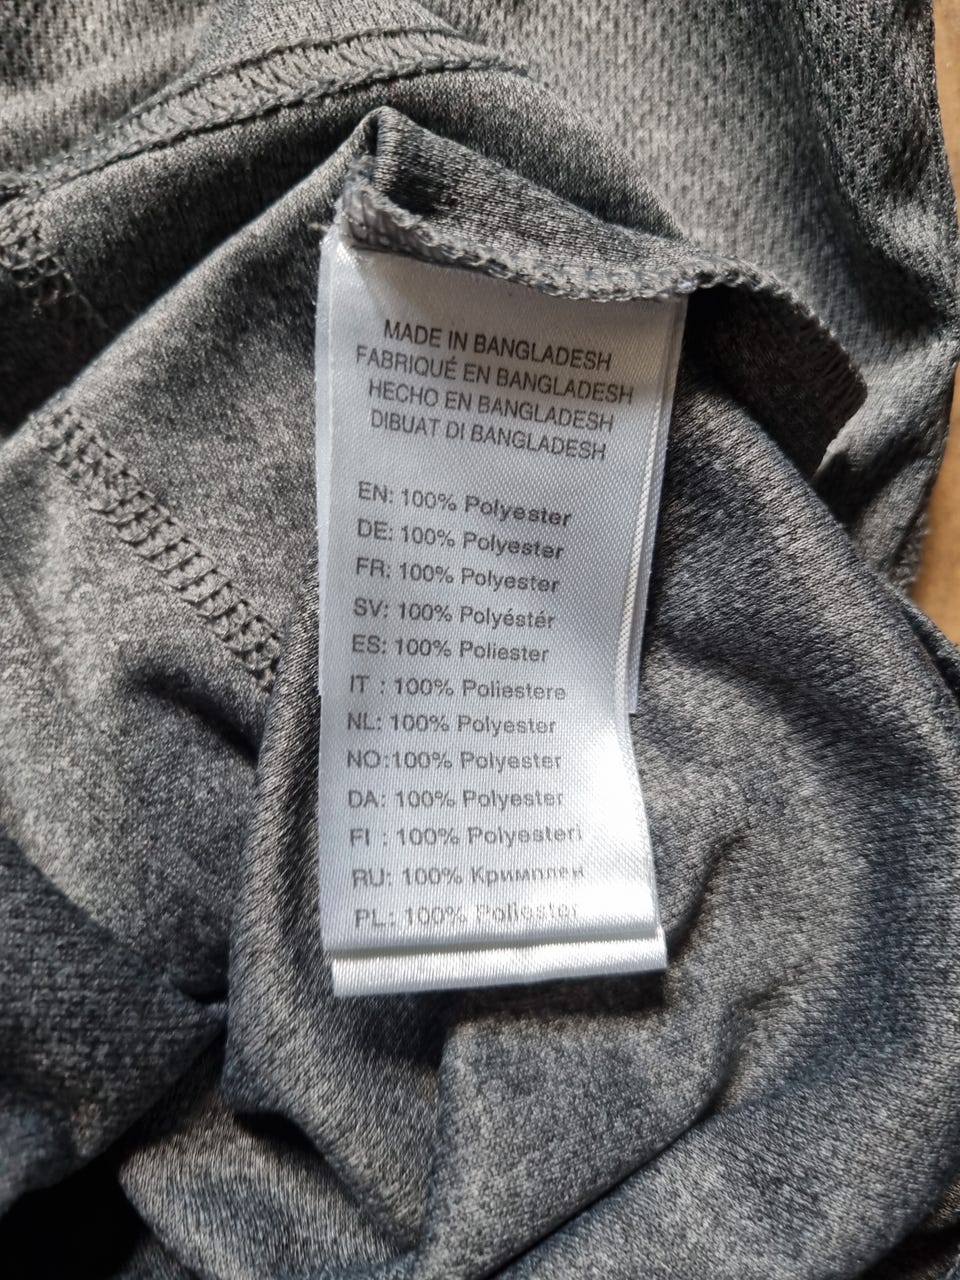 MADE IN BANGLADESH
FABRIQUÉ EN BANGLADESH
HECHO EN BANGLADESH
DIBUAT DI BANGLADESH
EN: 100% Polyester
DE: 100% Polyester
FR: 100% Polyester
SV: 100% Polyéstér
ES: 100% Poliester
IT : 100% Poliestere
NL: 100% Polyester
NO:100% Polyester
DA: 100% Polyester
FI : 100% Polyesteri
RU: 100% Кримплен
PL: 100% Poliester